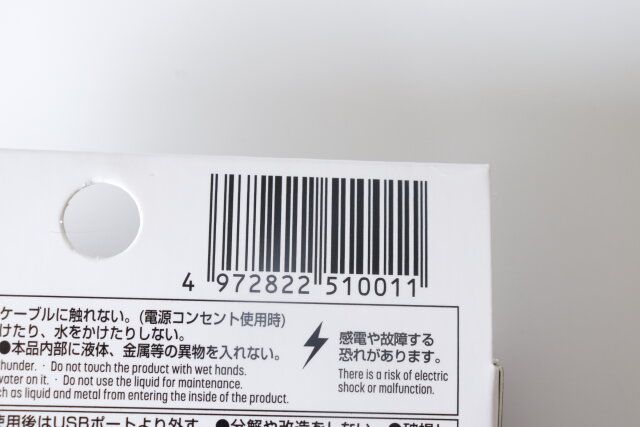 4 972822 510011
ケーブルに触れない。(電源コンセント使用時)
けたり、水をかけたりしない。
●本品内部に液体、金属等の異物を入れない。
thunder. · Do not touch the product with wet hands.
water on it. · Do not use the liquid for maintenance.
ch as liquid and metal from entering the inside of the product.
感電や故障する
恐れがあります。
There is a risk of electric
shock or malfunction.
使用後はUSBポートより外す。●分解や改造をしない。●破損し